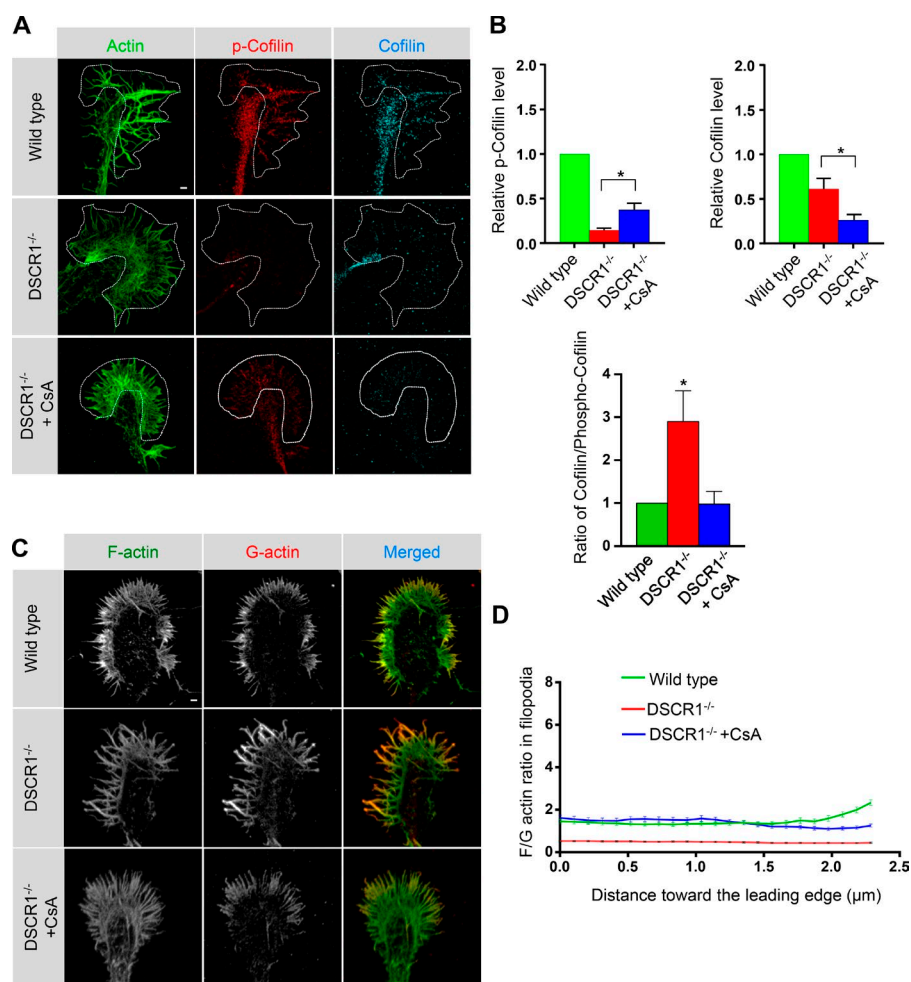 A
Actin
p-Cofilin
Cofilin
Wild type
DSCR1-/-
DSCR1-/-
+ CsA
B
Relative p-Cofilin level
2.0
1.5
1.0
0.5
0.0
*
Wild type
DSCR1-/-
DSCR1-/-
+CsA
Relative Cofilin level
2.0
1.5
1.0
0.5
0.0
*
Wild type
DSCR1-/-
DSCR1-/-
+CsA
Ratio of Cofilin/Phospho-Cofilin
4
3
2
1
0
*
Wild type
DSCR1-/-
DSCR1-/-
+ CsA
C
F-actin
G-actin
Merged
Wild type
DSCR1-/-
DSCR1-/-
+CsA
D
F/G actin ratio in filopodia
8
6
4
2
0
Wild type
DSCR1-/-
DSCR1-/- +CsA
0.0 0.5 1.0 1.5 2.0 2.5
Distance toward the leading edge (µm)